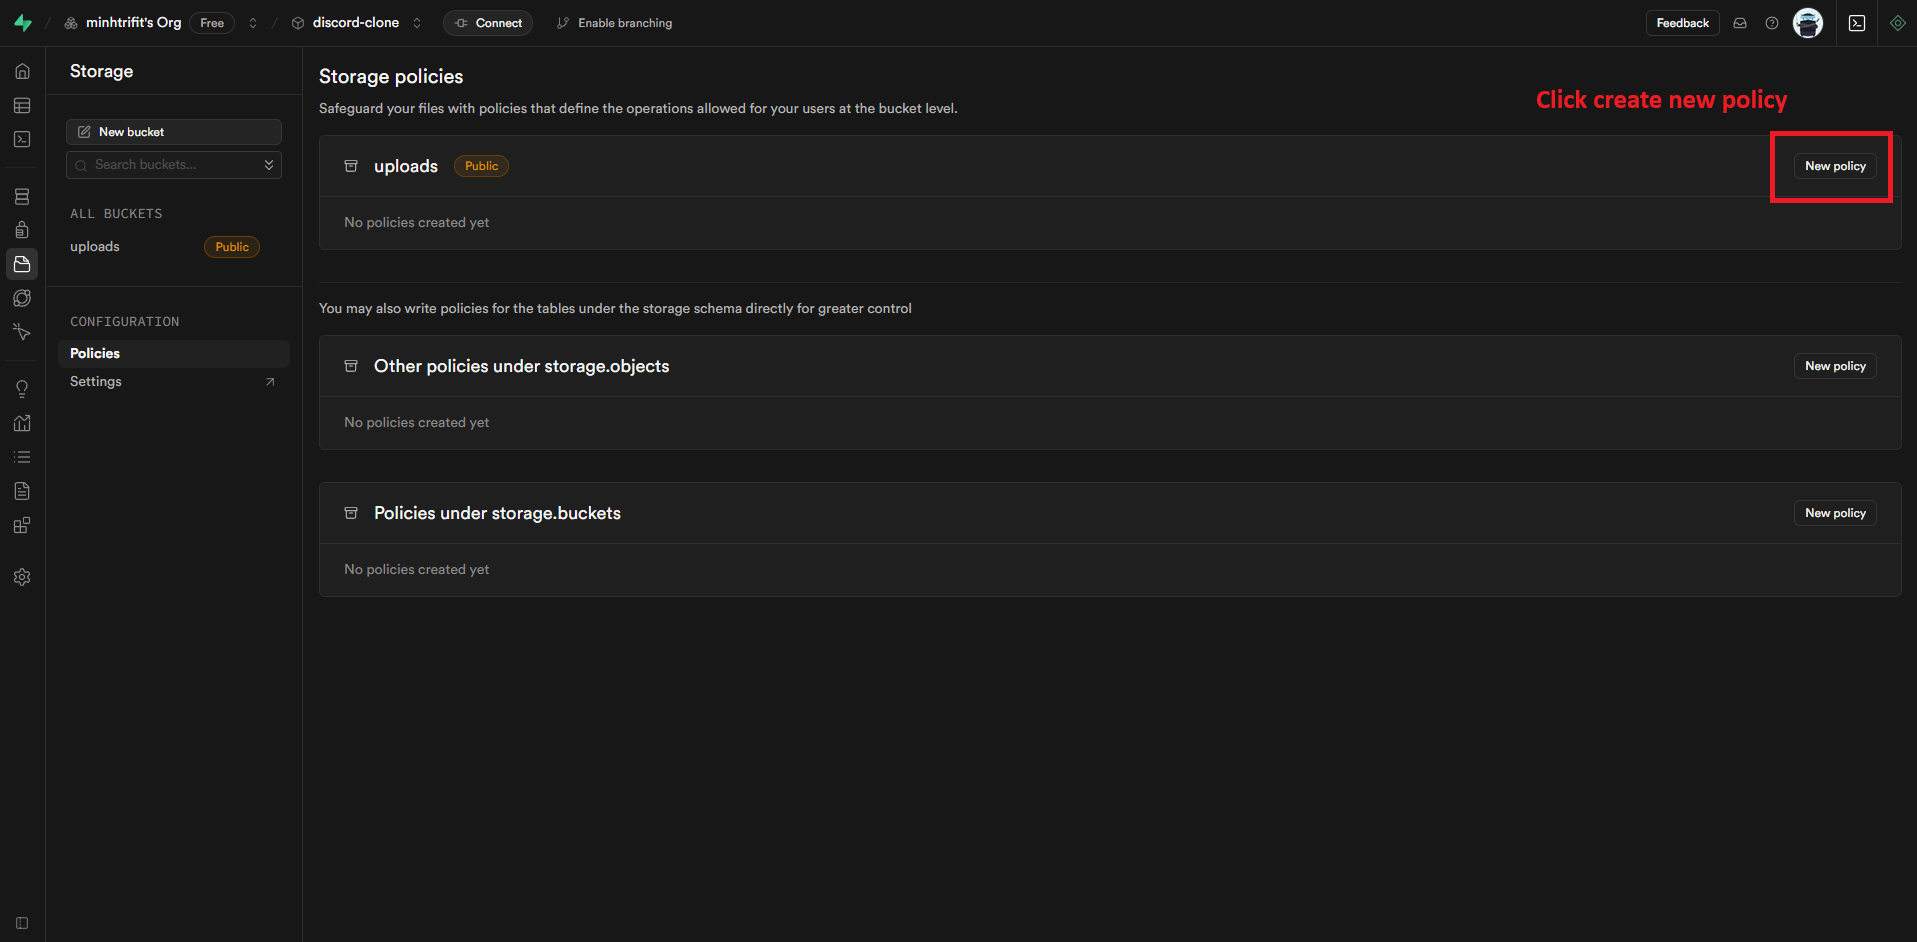 minhtrifit's Org Free discord-clone Connect Enable branching Feedback
Storage
New bucket
Search buckets...
ALL BUCKETS
uploads Public
CONFIGURATION
Policies
Settings
Storage policies
Safeguard your files with policies that define the operations allowed for your users at the bucket level.
Click create new policy
uploads Public New policy
No policies created yet
You may also write policies for the tables under the storage schema directly for greater control
Other policies under storage.objects New policy
No policies created yet
Policies under storage.buckets New policy
No policies created yet